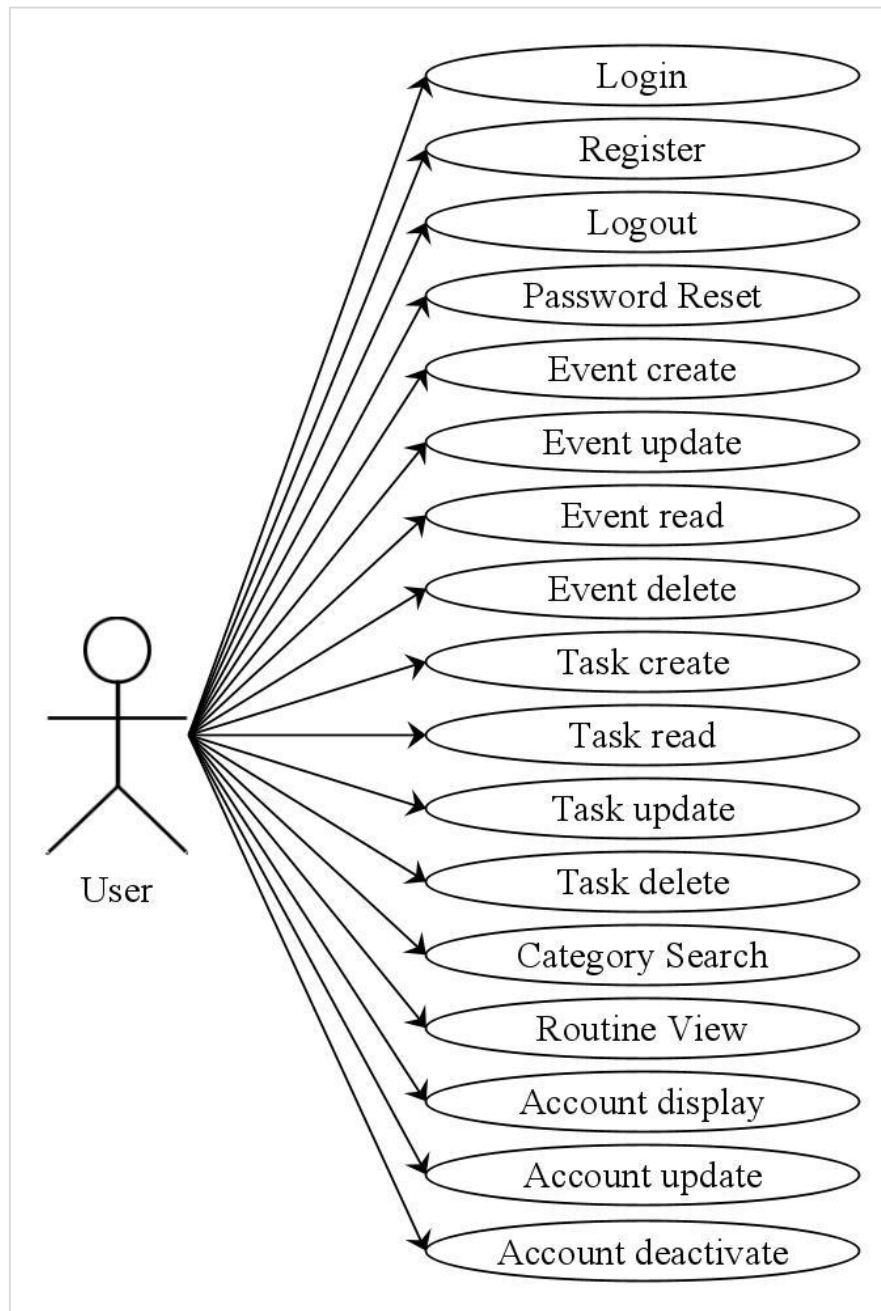 Login
Register
Logout
Password Reset
Event create
Event update
Event read
Event delete
Task create
Task read
Task update
Task delete
Category Search
Routine View
Account display
Account update
Account deactivate
User